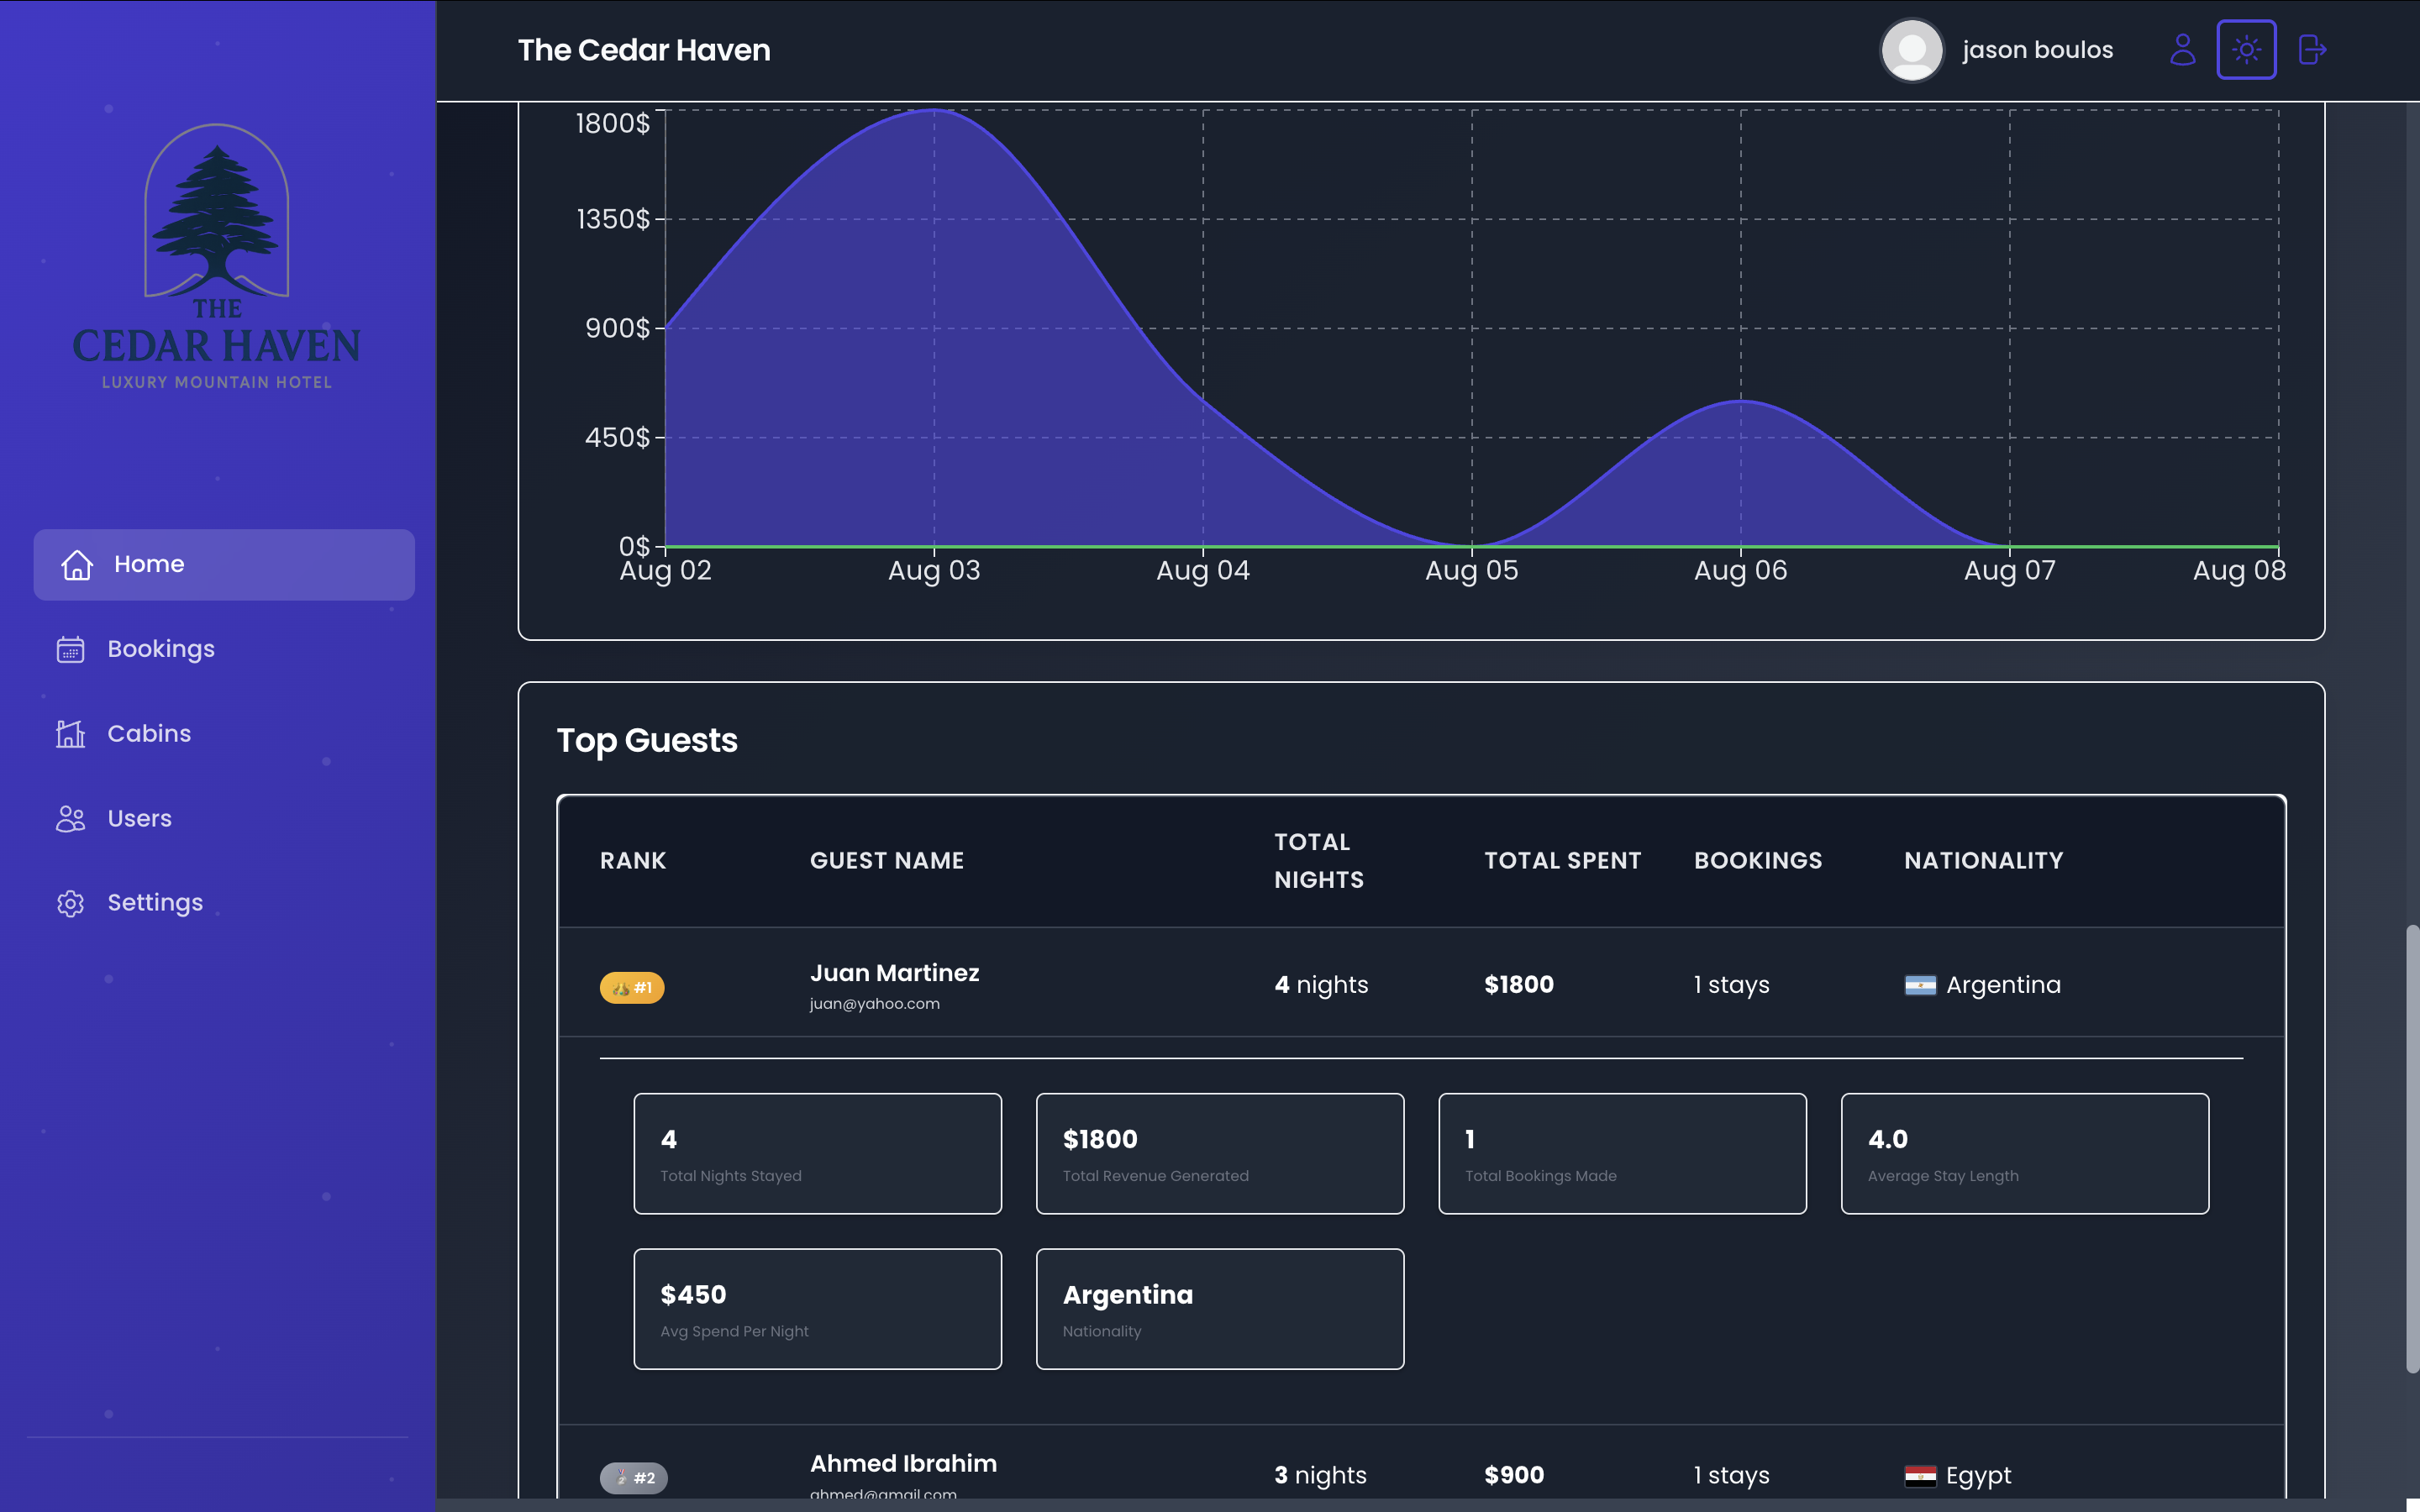 The Cedar Haven
jason boulos
THE
CEDAR HAVEN
LUXURY MOUNTAIN HOTEL
Home
Bookings
Cabins
Users
Settings
1800$
1350$
900$
450$
0$
Aug 02 Aug 03 Aug 04 Aug 05 Aug 06 Aug 07 Aug 08
Top Guests
RANK GUEST NAME TOTAL NIGHTS TOTAL SPENT BOOKINGS NATIONALITY
#1 Juan Martinez 4 nights $1800 1 stays Argentina
juan@yahoo.com
4 $1800 1 4.0
Total Nights Stayed Total Revenue Generated Total Bookings Made Average Stay Length
$450 Argentina
Avg Spend Per Night Nationality
#2 Ahmed Ibrahim 3 nights $900 1 stays Egypt
ahmed@gmail.com